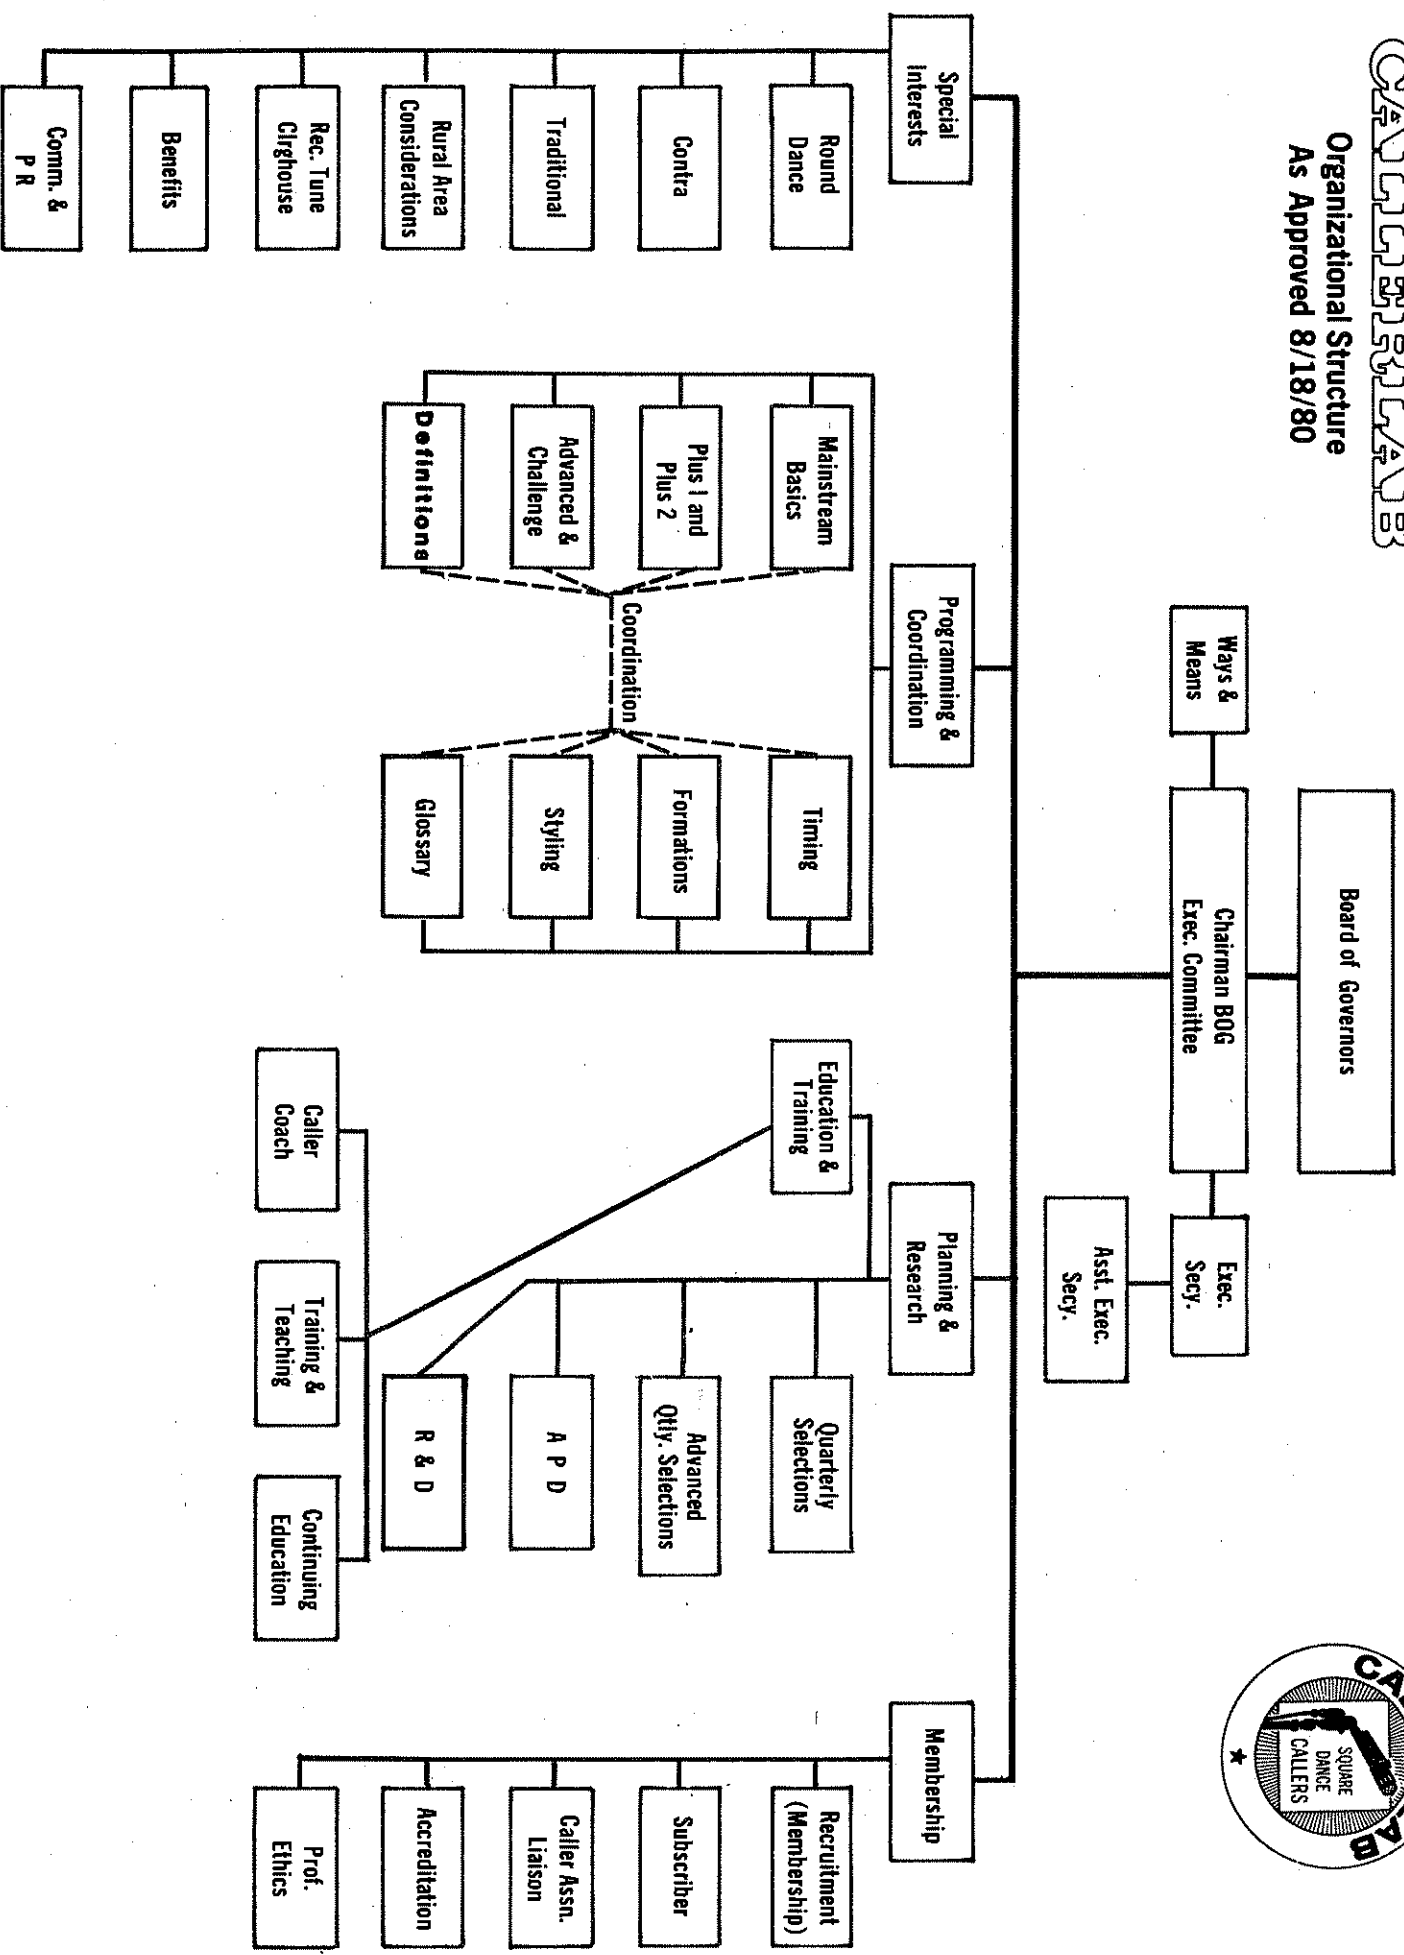 CALLERLAB
Organizational Structure
As Approved 8/18/80
Board of Governors
Ways &
Means
Chairman BOG
Exec. Committee
Exec.
Secy.
Asst. Exec.
Secy.
SQUARE
DANCE
CALLERS
Special
Interests
Round
Dance
Contra
Traditional
Rural Area
Considerations
Rec. Tune
Clrghouse
Benefits
Comm. &
P R
Programming &
Coordination
Mainstream
Basics
Plus I and
Plus 2
Advanced &
Challenge
Definitions
Coordination
Timing
Formations
Styling
Glossary
Planning &
Research
Education &
Training
Quarterly
Selections
Advanced
Qtly. Selections
A P D
R & D
Caller
Coach
Training &
Teaching
Continuing
Education
Membership
Recruitment
(Membership)
Subscriber
Caller Assn.
Liaison
Accreditation
Prof.
Ethics